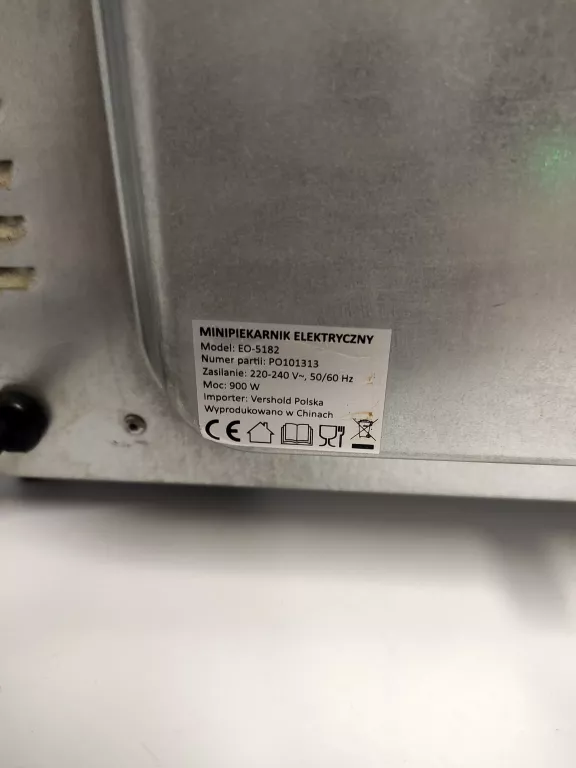 MINIPIEKARNIK ELEKTRYCZNY
Model: EO-5182
Numer partii: PO101313
Zasilanie: 220-240 V~, 50/60 Hz
Moc: 900 W
Importer: Vershold Polska
Wyprodukowano w Chinach
CE